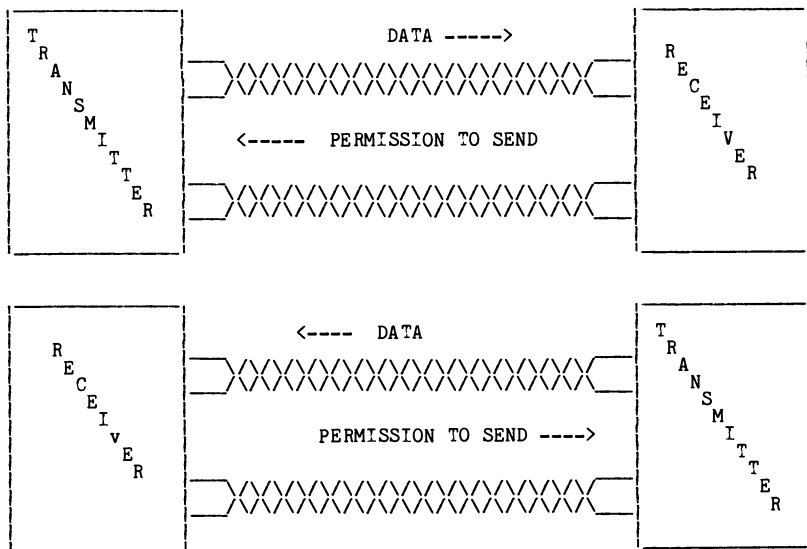 TRANSMITTER
DATA ----->
RECEIVER
<----- PERMISSION TO SEND
RECEIvER
<---- DATA
TRANSMITTER
PERMISSION TO SEND ---->